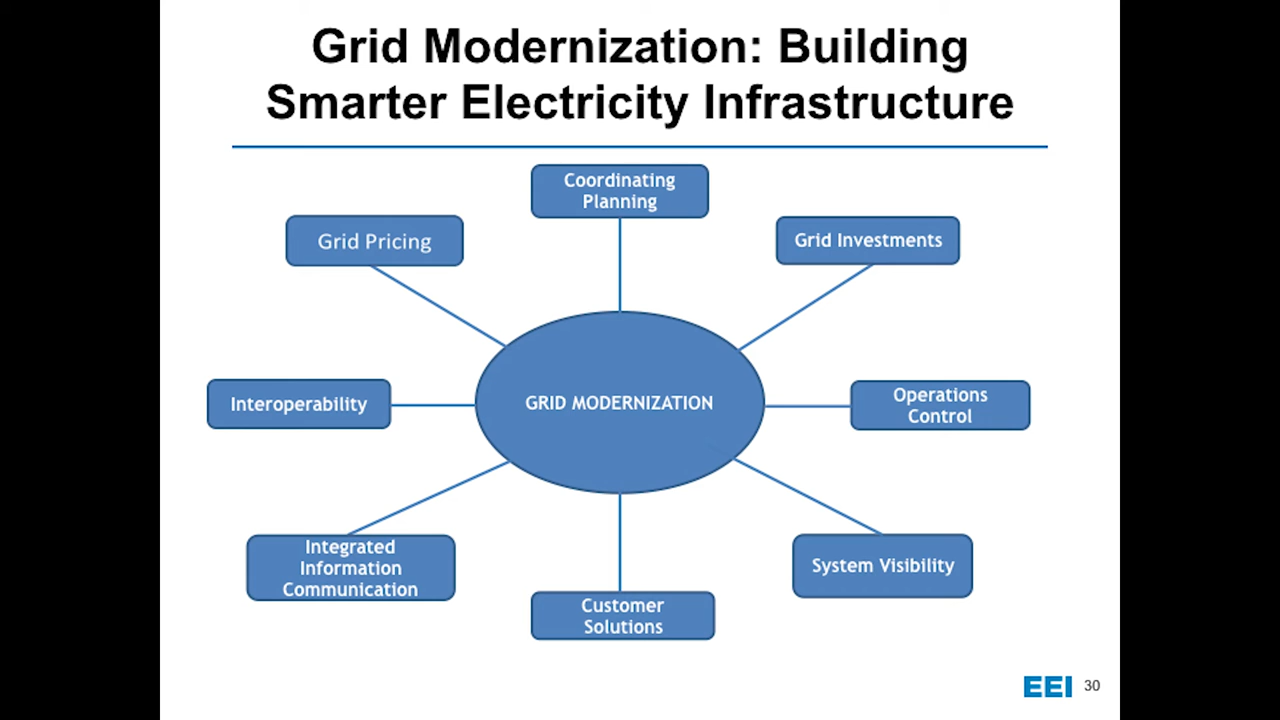 Grid Modernization: Building
Smarter Electricity Infrastructure
Coordinating
Planning
Grid Pricing
Grid Investments
Interoperability
GRID MODERNIZATION
Operations
Control
Integrated
Information
Communication
System Visibility
Customer
Solutions
EEI 30